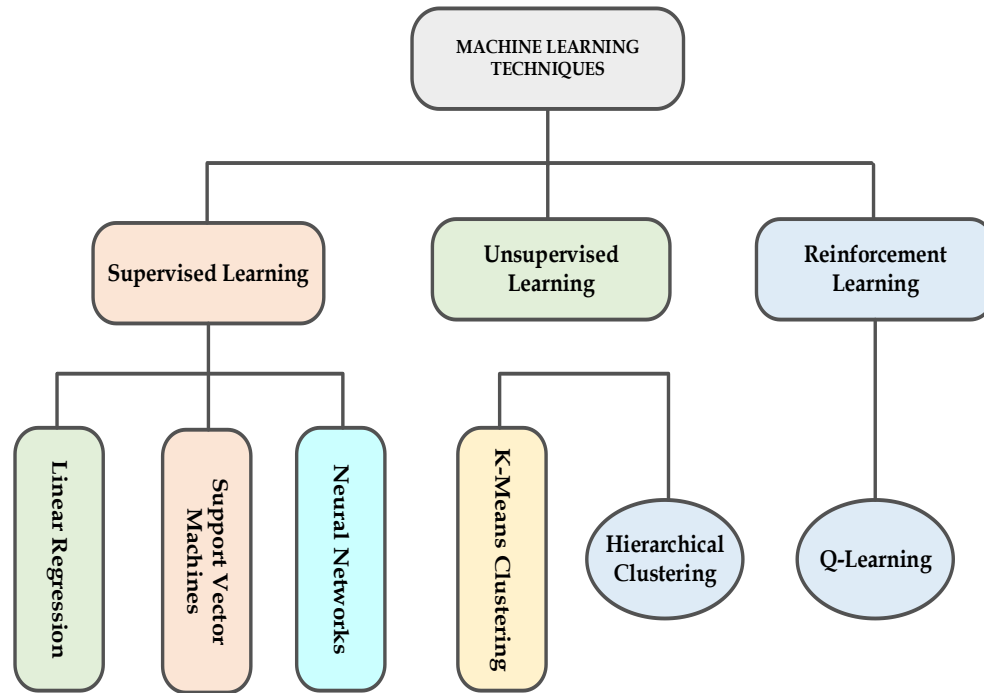 MACHINE LEARNING
TECHNIQUES
Supervised Learning
Unsupervised
Learning
Reinforcement
Learning
Linear Regression
Support Vector
Machines
Neural Networks
K-Means Clustering
Hierarchical
Clustering
Q-Learning